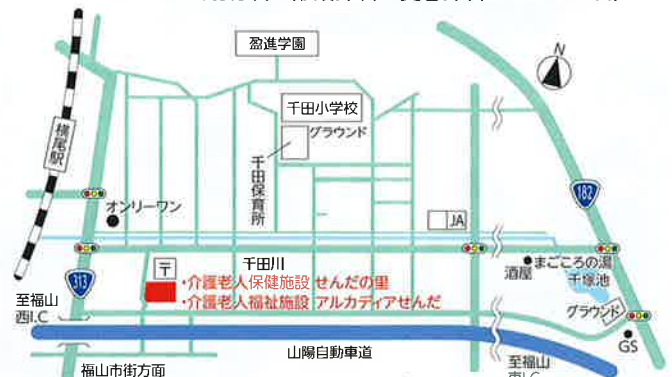 盈進学園
N
千田小学校
グラウンド
横尾駅
千田保育所
182
オンリーワン
JA
千田川
〒
・介護老人保健施設 せんだの里
・介護老人福祉施設 アルカディアせんだ
酒屋
まごころの湯
千塚池
313
至福山
西I.C
グラウンド
GS
山陽自動車道
至福山
福山市街方面